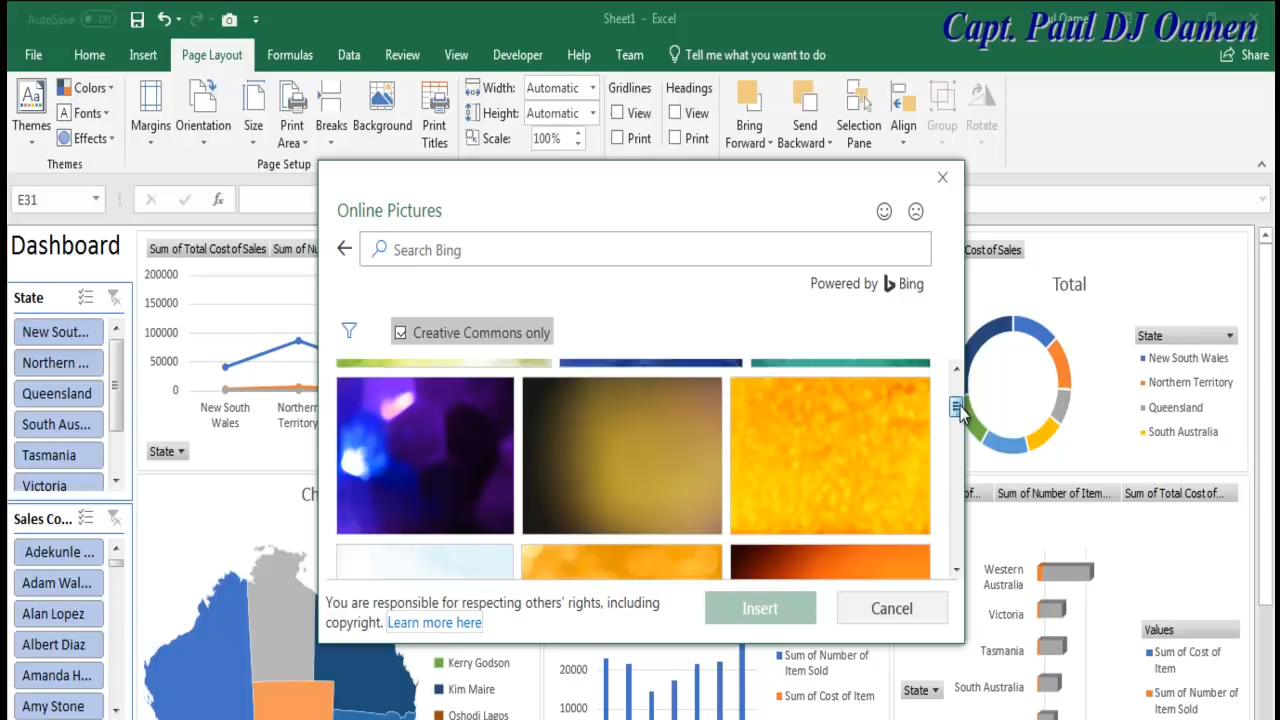 AutoSave Off
Sheet1 - Excel
Capt. Paul DJ Oamen
File Home Insert Page Layout Formulas Data Review View Developer Help Team Tell me what you want to do Share
Colors
Fonts
Effects
Themes
Themes
Margins
Orientation
Size
Print Area
Breaks
Background
Print Titles
Page Setup
Width: Automatic
Height: Automatic
Scale: 100%
Gridlines
View
Print
Headings
View
Print
Bring Forward
Send Backward
Selection Pane
Align
Group
Rotate
E31
fx
Online Pictures
Search Bing
Powered by Bing
Creative Commons only
You are responsible for respecting others' rights, including
copyright. Learn more here
Insert
Cancel
Dashboard
State
New Sout...
Northern ...
Queensland
South Aus...
Tasmania
Victoria
Sales Co...
Adekunle ...
Adam Wal...
Alan Lopez
Albert Diaz
Amanda H...
Amy Stone
Sum of Total Cost of Sales
200000
150000
100000
50000
0
New South
Wales
State
Kerry Godson
Kim Maire
Oshodi Lagos
20000
10000
Sum of Number of
Item Sold
Sum of Cost of Item
Cost of Sales
Total
State
New South Wales
Northern Territory
Queensland
South Australia
Sum of Number of Item...
Sum of Total Cost of...
Western
Australia
Victoria
Tasmania
South Australia
State
Values
Sum of Cost of
Item
Sum of Number of
Item Sold